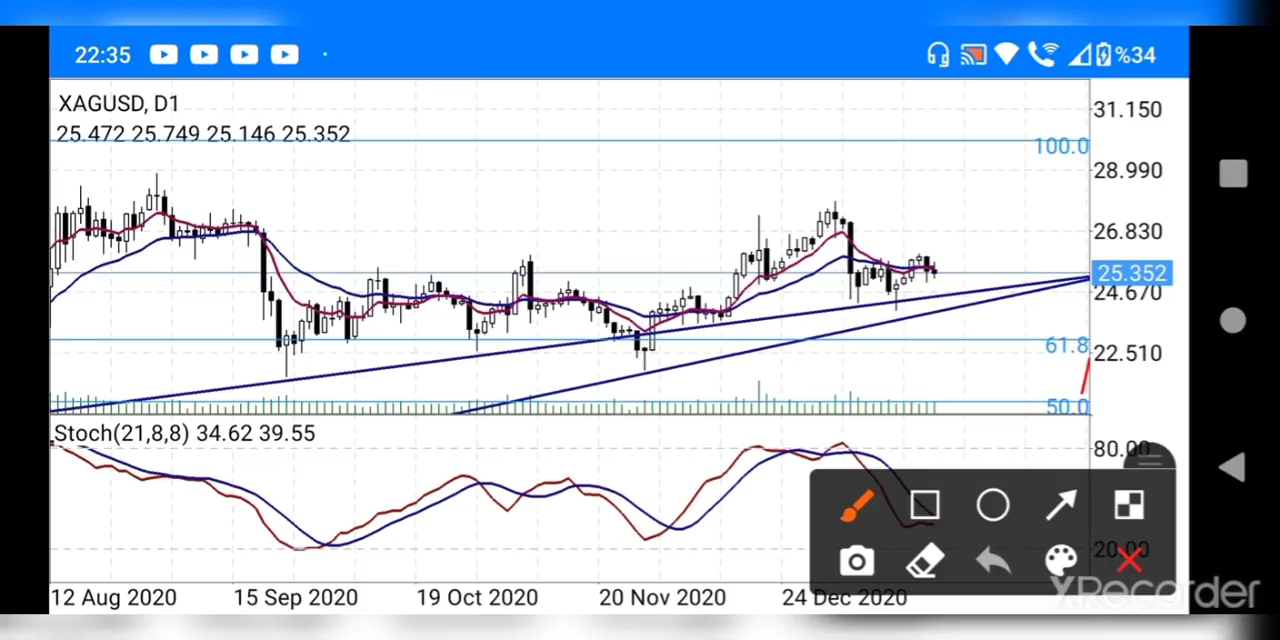 22:35 %34
XAGUSD, D1
25.472 25.749 25.146 25.352
31.150
100.0
28.990
26.830
25.352
24.670
61.8
22.510
50.0
Stoch(21,8,8) 34.62 39.55
80.00
20.00
12 Aug 2020 15 Sep 2020 19 Oct 2020 20 Nov 2020 24 Dec 2020
XRecorder